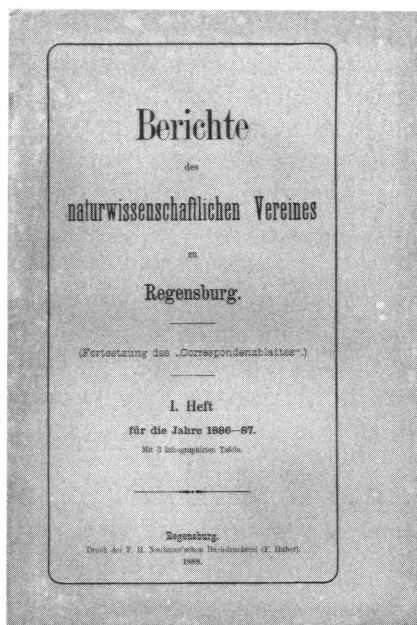 Berichte
des
naturwissenschaftlichen Vereines
zu
Regensburg.
(Fortsetzung des „Correspondenzblattes“.)
I. Heft
für die Jahre 1886—87.
Mit 3 lithographirten Tafeln.
Regensburg.
Druck der F. H. Neubauer'schen Buchdruckerei (F. Huber).
1888.